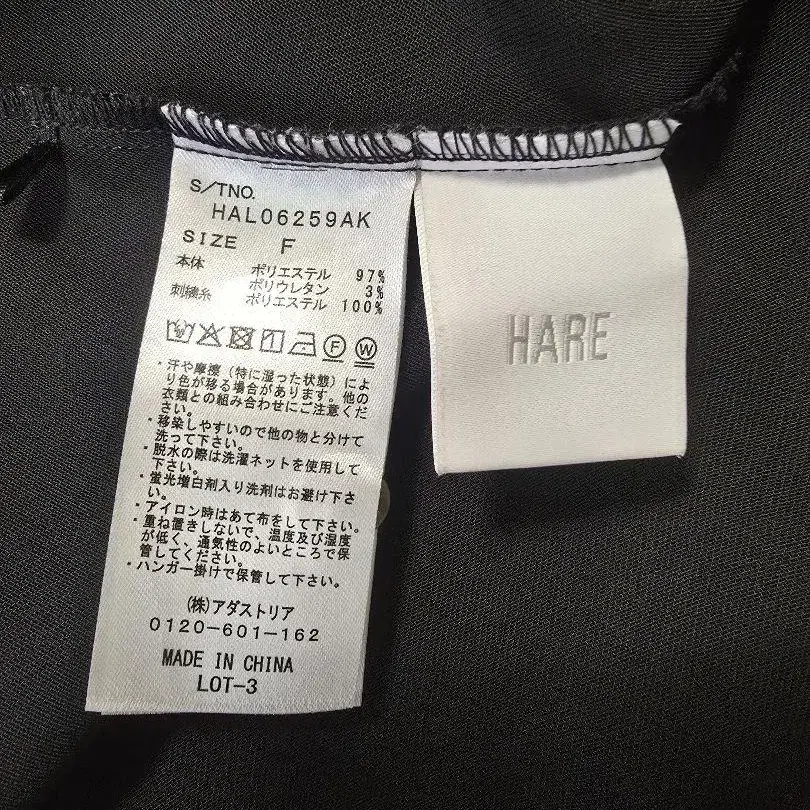 S/TNO.
HAL06259AK
SIZE F
本体 ポリエステル 97%
ポリウレタン 3%
刺繍糸 ポリエステル 100%
・汗や摩擦（特に湿った状態）によ
り色が移る場合があります。他の
衣類との組み合わせにご注意くだ
さい。
・移染しやすいので他の物と分けて
洗って下さい。
・脱水の際は洗濯ネットを使用して
下さい。
・蛍光増白剤入り洗剤はお避け下さ
い。
・アイロン時はあて布をして下さい。
・重ね置きしないで、温度及び湿度
が低く、通気性のよいところで保
管してください。
・ハンガー掛けで保管して下さい。
(株)アダストリア
0120-601-162
MADE IN CHINA
LOT-3
HARE